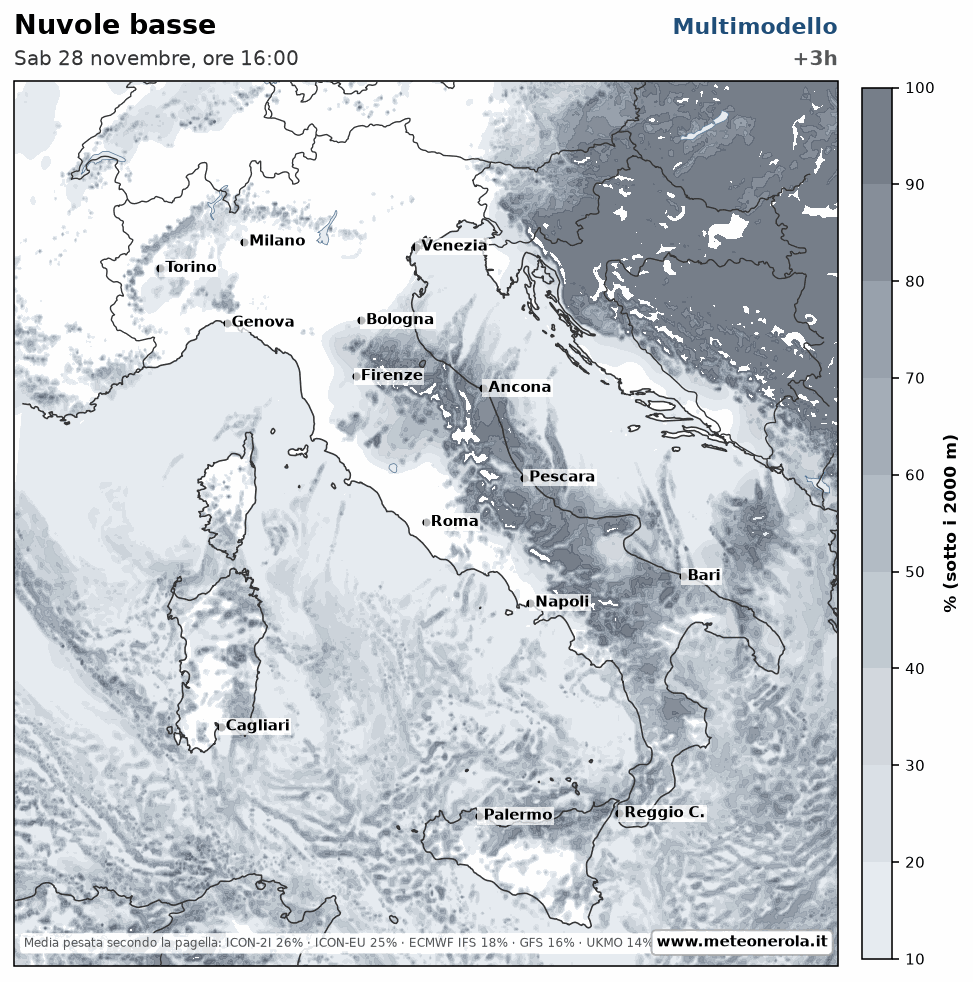 Nuvole basse
Multimodello
Sab 28 novembre, ore 16:00
+3h
100
90
80
70
60
50
40
30
20
10
% (sotto i 2000 m)
Milano
Venezia
Torino
Genova
Bologna
Firenze
Ancona
Pescara
Roma
Bari
Napoli
Cagliari
Palermo
Reggio C.
Media pesata secondo la pagella: ICON-2I 26% · ICON-EU 25% · ECMWF IFS 18% · GFS 16% · UKMO 14%
www.meteonerola.it